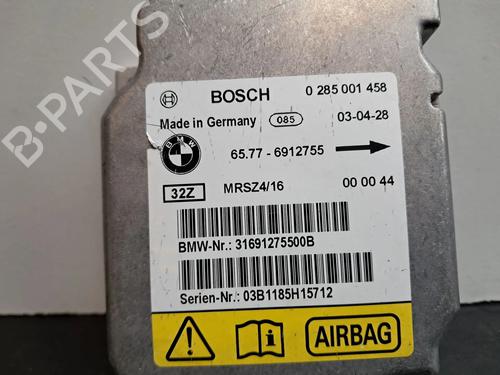 B-PARTS
BOSCH 0 285 001 458
Made in Germany 085 03-04-28
BMW 65.77 - 6912755
32Z MRSZ4/16 00 00 44
BMW-Nr.: 31691275500B
Serien-Nr.: 03B1185H15712
AIRBAG